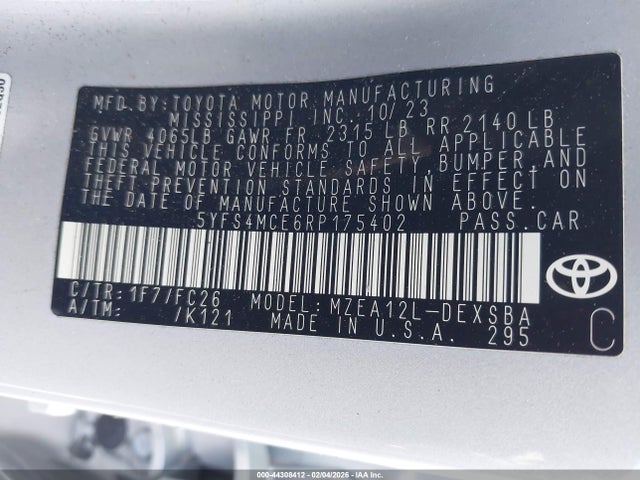 MFD. BY: TOYOTA MOTOR MANUFACTURING
MISSISSIPPI INC. 10/23
GVWR 4065LB GAWR FR 2315 LB RR 2140 LB
THIS VEHICLE CONFORMS TO ALL APPLICABLE
FEDERAL MOTOR VEHICLE SAFETY, BUMPER, AND
THEFT PREVENTION STANDARDS IN EFFECT ON
THE DATE OF MANUFACTURE SHOWN ABOVE.
5YFS4MCE6RP175402 PASS.CAR
C/TR: 1F7/FC26 MODEL: MZEA12L-DEXSBA
A/TM: /K121 MADE IN U.S.A. 295
C
000-44308412 - 02/04/2026 - IAAI.COM